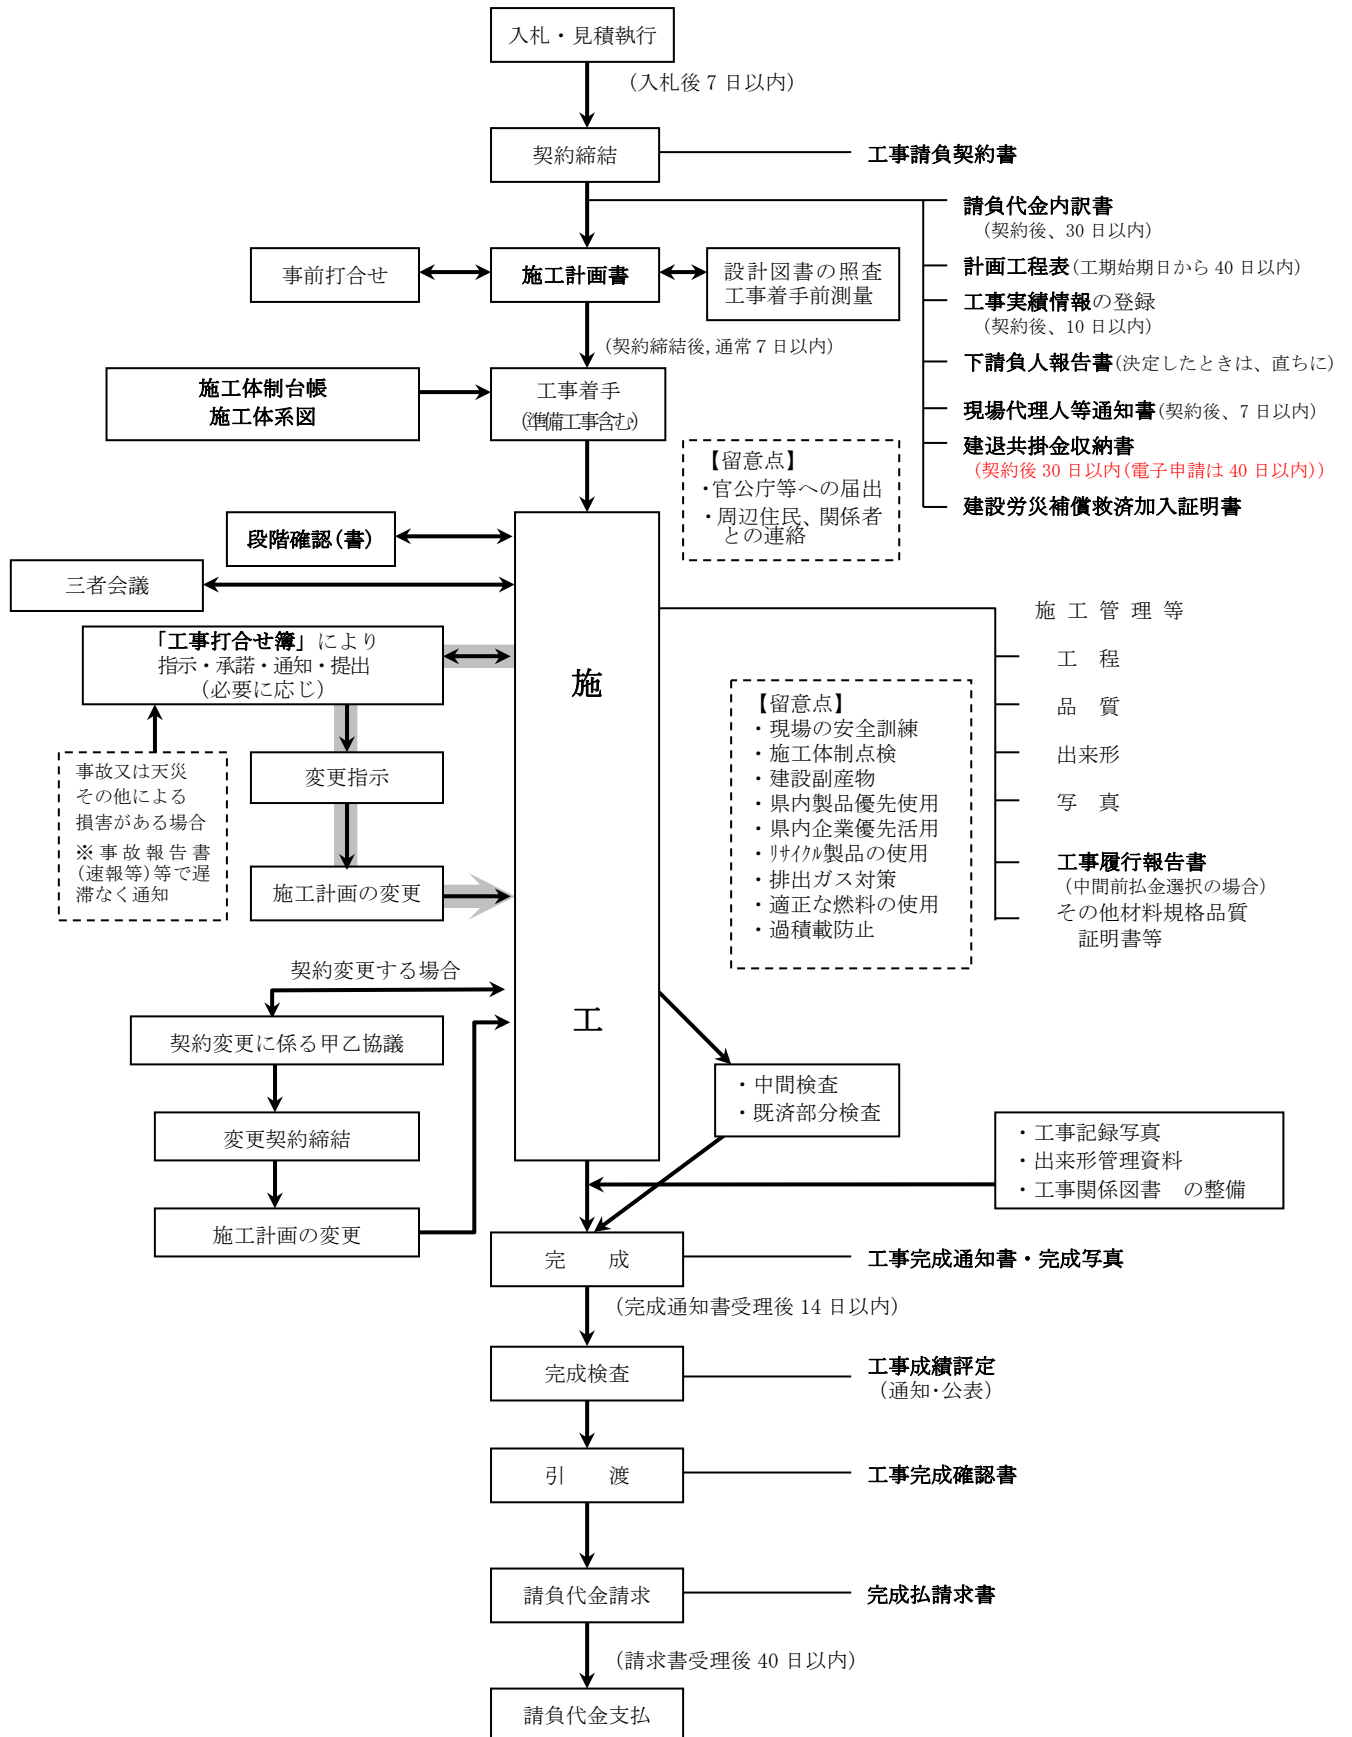 入札・見積執行
(入札後 7 日以内)
契約締結
工事請負契約書
請負代金内訳書
(契約後、30 日以内)
事前打合せ
施工計画書
設計図書の照査
工事着手前測量
計画工程表(工期始期日から 40 日以内)
工事実績情報の登録
(契約後、10 日以内)
(契約締結後,通常 7 日以内)
下請負人報告書(決定したときは、直ちに)
施工体制台帳
施工体系図
工事着手
(準備工事含む)
現場代理人等通知書(契約後、7 日以内)
建退共掛金収納書
(契約後 30 日以内(電子申請は 40 日以内))
建設労災補償救済加入証明書
【留意点】
・官公庁等への届出
・周辺住民、関係者
との連絡
段階確認(書)
三者会議
「工事打合せ簿」により
指示・承諾・通知・提出
(必要に応じ)
施
工
施 工 管 理 等
工 程
品 質
出来形
写 真
工事履行報告書
(中間前払金選択の場合)
その他材料規格品質
証明書等
【留意点】
・現場の安全訓練
・施工体制点検
・建設副産物
・県内製品優先使用
・県内企業優先活用
・ﾘｻｲｸﾙ製品の使用
・排出ガス対策
・適正な燃料の使用
・過積載防止
事故又は天災
その他による
損害がある場合
※事故報告書
(速報等)等で遅
滞なく通知
変更指示
施工計画の変更
契約変更する場合
契約変更に係る甲乙協議
変更契約締結
施工計画の変更
・中間検査
・既済部分検査
・工事記録写真
・出来形管理資料
・工事関係図書 の整備
完 成
工事完成通知書・完成写真
(完成通知書受理後 14 日以内)
完成検査
工事成績評定
(通知・公表)
引 渡
工事完成確認書
請負代金請求
完成払請求書
(請求書受理後 40 日以内)
請負代金支払